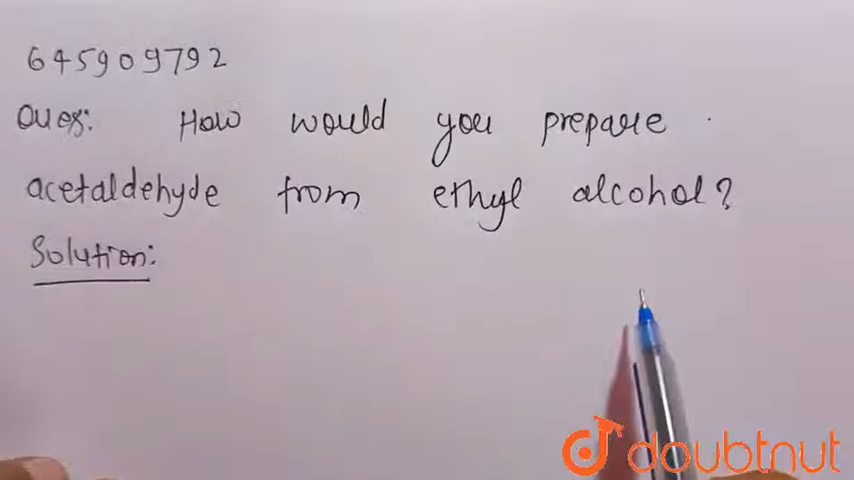 645909792
Ques: How would you prepare
acetaldehyde from ethyl alcohol?
Solution:
doubtnut